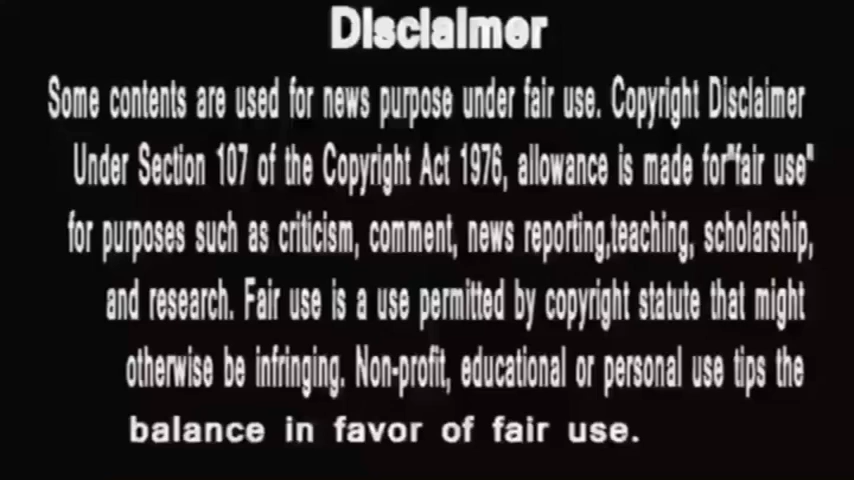 Disclaimer
Some contents are used for news purpose under fair use. Copyright Disclaimer
Under Section 107 of the Copyright Act 1976, allowance is made for"fair use"
for purposes such as criticism, comment, news reporting,teaching, scholarship,
and research. Fair use is a use permitted by copyright statute that might
otherwise be infringing. Non-profit, educational or personal use tips the
balance in favor of fair use.